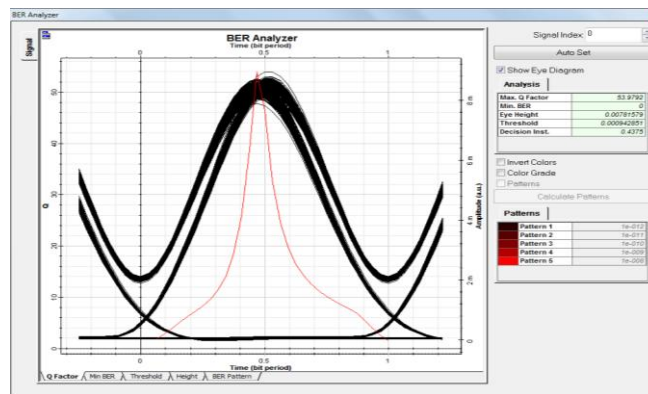 BER Analyzer
Signal
BER Analyzer
Time (bit period)
0 0.5 1
Q
0 10 20 30 40 50
Amplitude (a.u.)
0 2m 4m 6m 8m
0 0.5 1
Time (bit period)
Q Factor Min BER Threshold Height BER Pattern
Signal Index: 0
Auto Set
Show Eye Diagram
Analysis
Max. Q Factor 53.9792
Min. BER 0
Eye Height 0.00781579
Threshold 0.000942851
Decision Inst. 0.4375
Invert Colors
Color Grade
Patterns
Calculate Patterns
Patterns
Pattern 1 1e-012
Pattern 2 1e-011
Pattern 3 1e-010
Pattern 4 1e-009
Pattern 5 1e-008